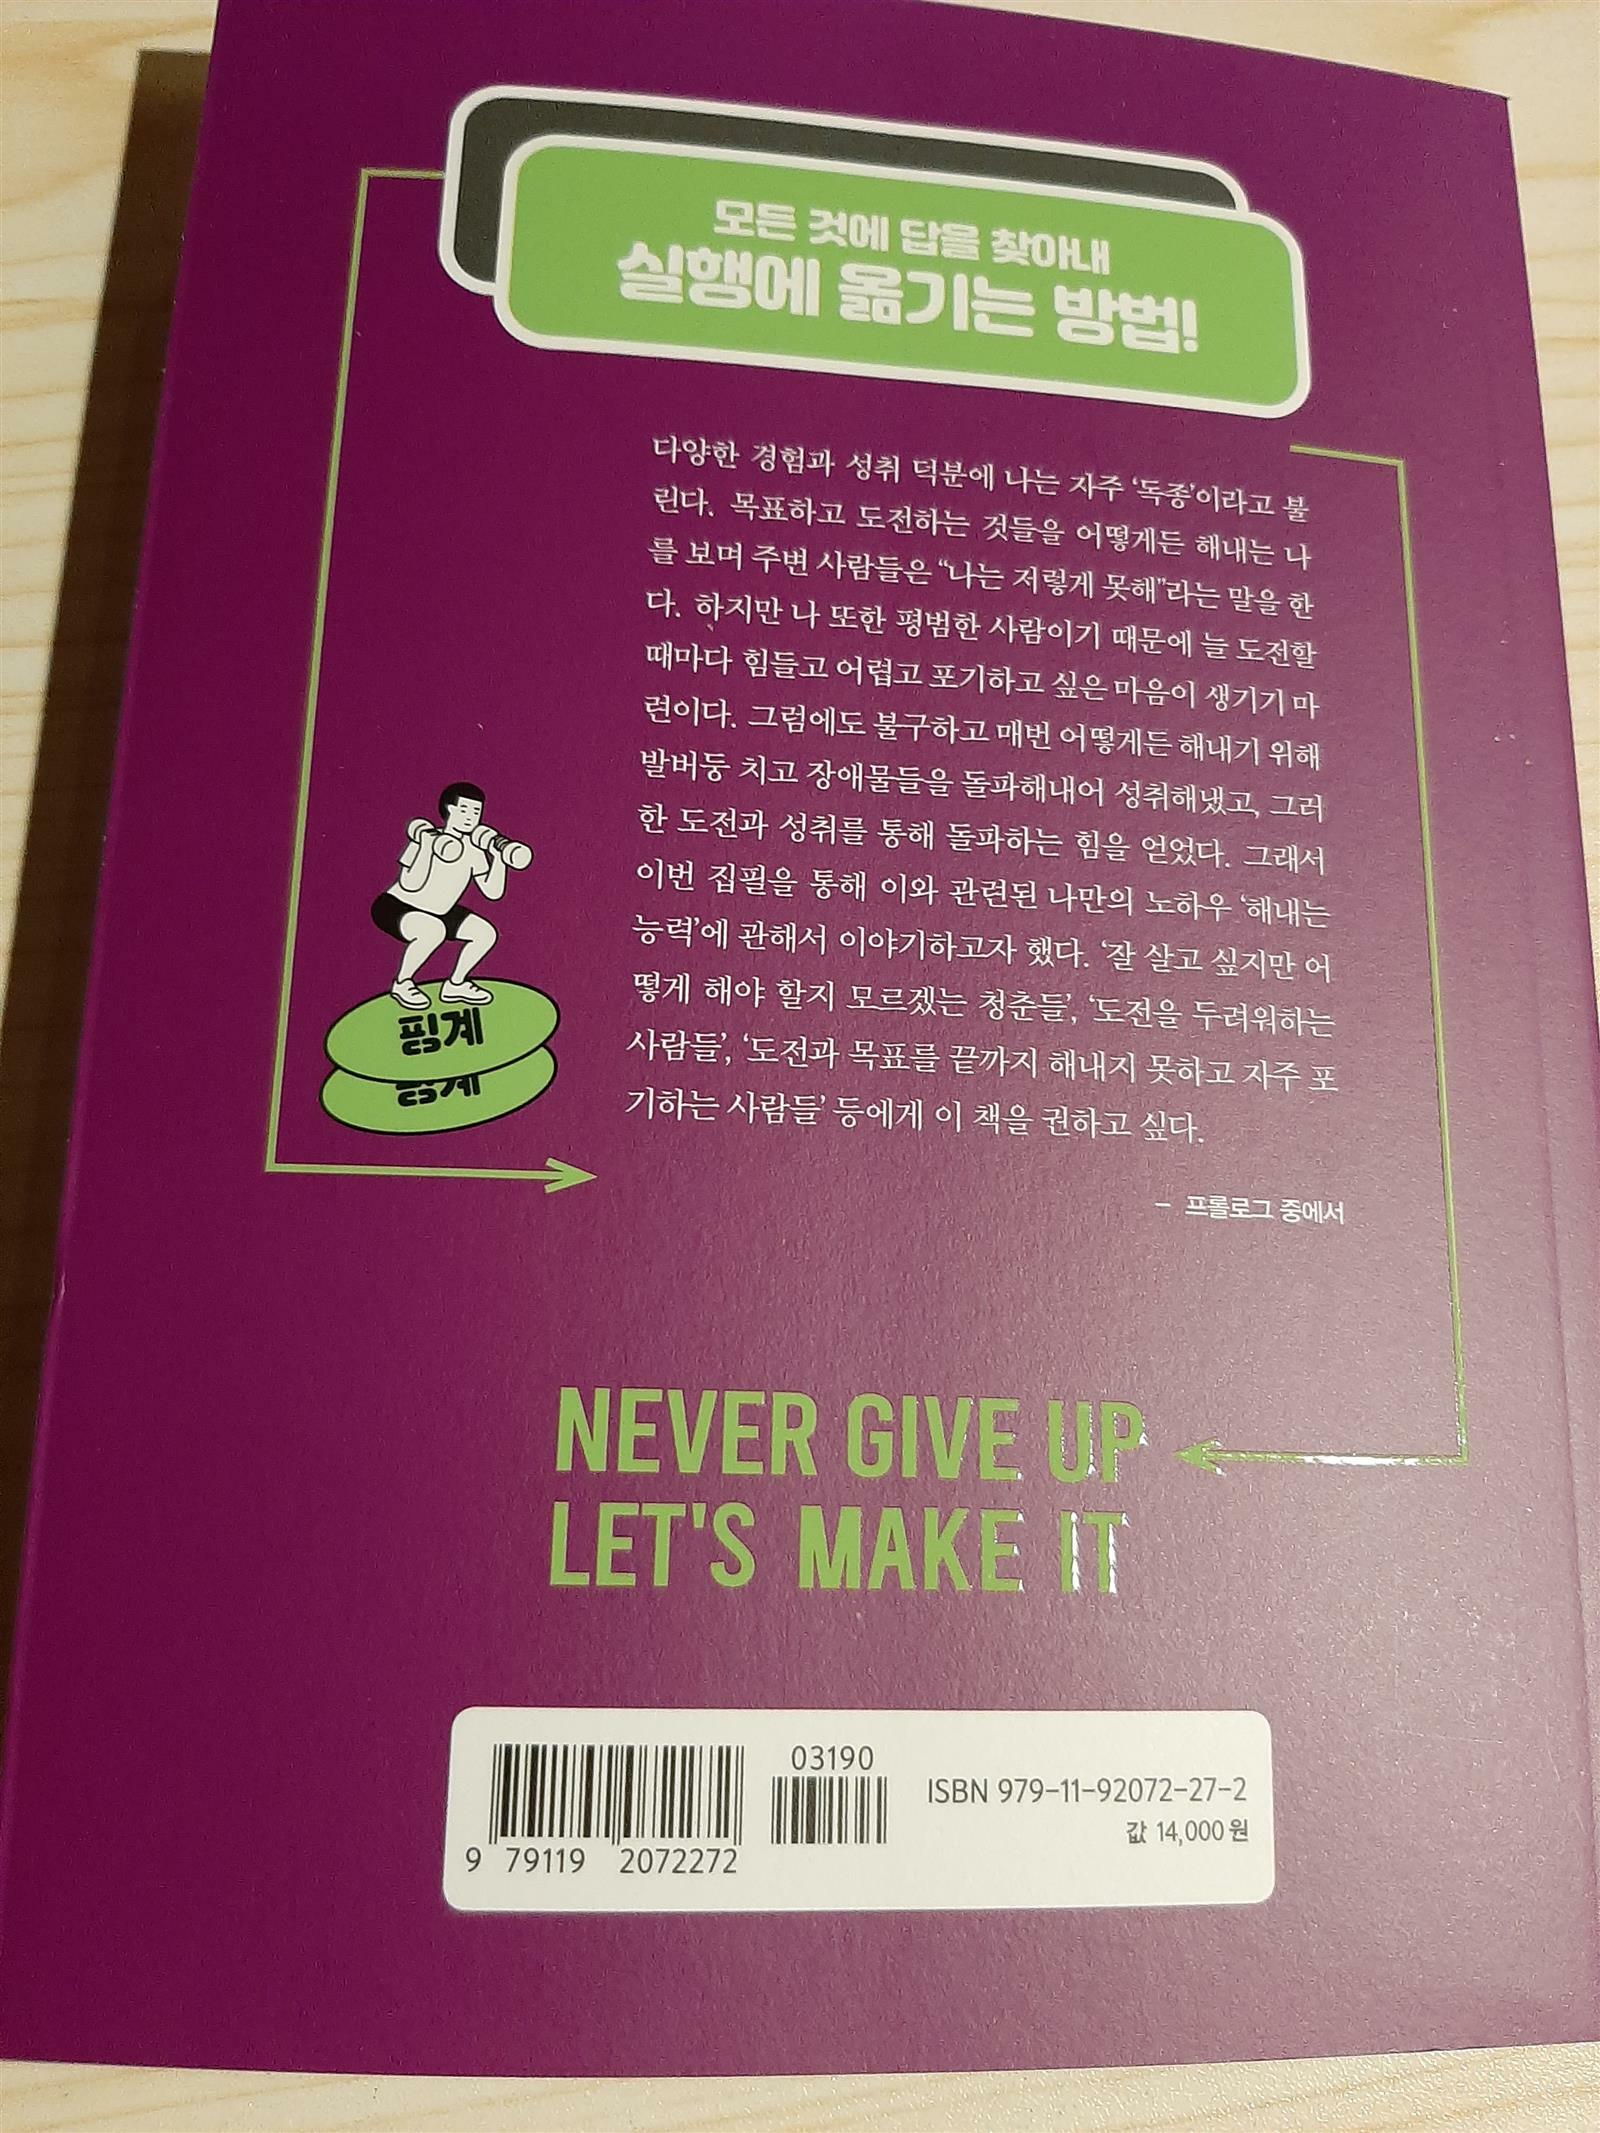 모든 것에 답을 찾아내
실행에 옮기는 방법!
다양한 경험과 성취 덕분에 나는 자주 ‘독종’이라고 불
린다. 목표하고 도전하는 것들을 어떻게든 해내는 나
를 보며 주변 사람들은 “나는 저렇게 못해”라는 말을 한
다. 하지만 나 또한 평범한 사람이기 때문에 늘 도전할
때마다 힘들고 어렵고 포기하고 싶은 마음이 생기기 마
련이다. 그럼에도 불구하고 매번 어떻게든 해내기 위해
발버둥 치고 장애물들을 돌파해내어 성취해냈고, 그러
한 도전과 성취를 통해 돌파하는 힘을 얻었다. 그래서
이번 집필을 통해 이와 관련된 나만의 노하우 ‘해내는
능력’에 관해서 이야기하고자 했다. ‘잘 살고 싶지만 어
떻게 해야 할지 모르겠는 청춘들’, ‘도전을 두려워하는
사람들’, ‘도전과 목표를 끝까지 해내지 못하고 자주 포
기하는 사람들’ 등에게 이 책을 권하고 싶다.
– 프롤로그 중에서
핑계
핑계
NEVER GIVE UP
LET'S MAKE IT
03190
ISBN 979-11-92072-27-2
값 14,000원
9 79119 2072272